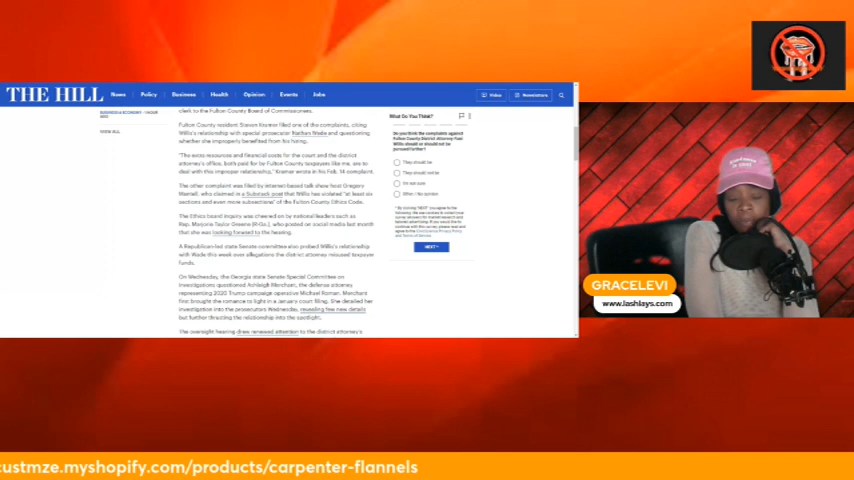 THE HILL
News Policy Business Health Opinion Events Jobs
Video Newsletters
clerk to the Fulton County Board of Commissioners.
BUSINESS & ECONOMY
VIEW ALL
Fulton County resident Steven Kramer filed one of the complaints, citing
Willis's relationship with special prosecutor Nathan Wade and questioning
whether she improperly benefited from his hiring.
"The extra resources and financial costs for the court and the district
attorney's office, both paid for by Fulton County taxpayers like me, are to
deal with this improper relationship," Kramer wrote in his Feb. 14 complaint.
The other complaint was filed by internet-based talk show host Gregory
Mantell, who claimed in a Substack post that Willis has violated "at least six
sections and even more subsections" of the Fulton County Ethics Code.
The Ethics board inquiry was cheered on by national leaders such as
Rep. Marjorie Taylor Greene (R-Ga.), who posted on social media last month
that she was looking forward to the hearing.
A Republican-led state Senate committee also probed Willis's relationship
with Wade this week over allegations the district attorney misused taxpayer
funds.
On Wednesday, the Georgia state Senate Special Committee on
Investigations questioned Ashleigh Merchant, the defense attorney
representing 2020 Trump campaign operative Michael Roman. Merchant
first brought the romance to light in a January court filing. She detailed her
investigation into the prosecutors Wednesday, revealing few new details
but further thrusting the relationship into the spotlight.
The oversight hearing drew renewed attention to the district attorney's
What Do You Think?
Do you think the complaints against
Fulton County District Attorney Fani
Willis should or should not be
pursued further?
They should be
They should not be
I'm not sure
Other / No opinion
NEXT
GRACELEVI
www.lashlays.com
custmze.myshopify.com/products/carpenter-flannels